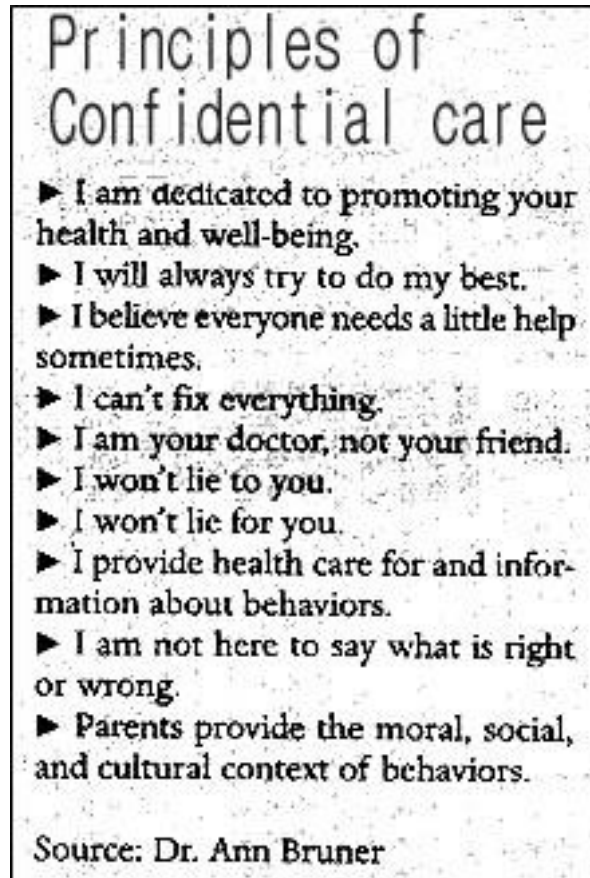 Principles of
Confidential care
► I am dedicated to promoting your
health and well-being.
► I will always try to do my best.
► I believe everyone needs a little help
sometimes.
► I can't fix everything.
► I am your doctor, not your friend.
► I won't lie to you.
► I won't lie for you.
► I provide health care for and infor-
mation about behaviors.
► I am not here to say what is right
or wrong.
► Parents provide the moral, social,
and cultural context of behaviors.
Source: Dr. Ann Bruner